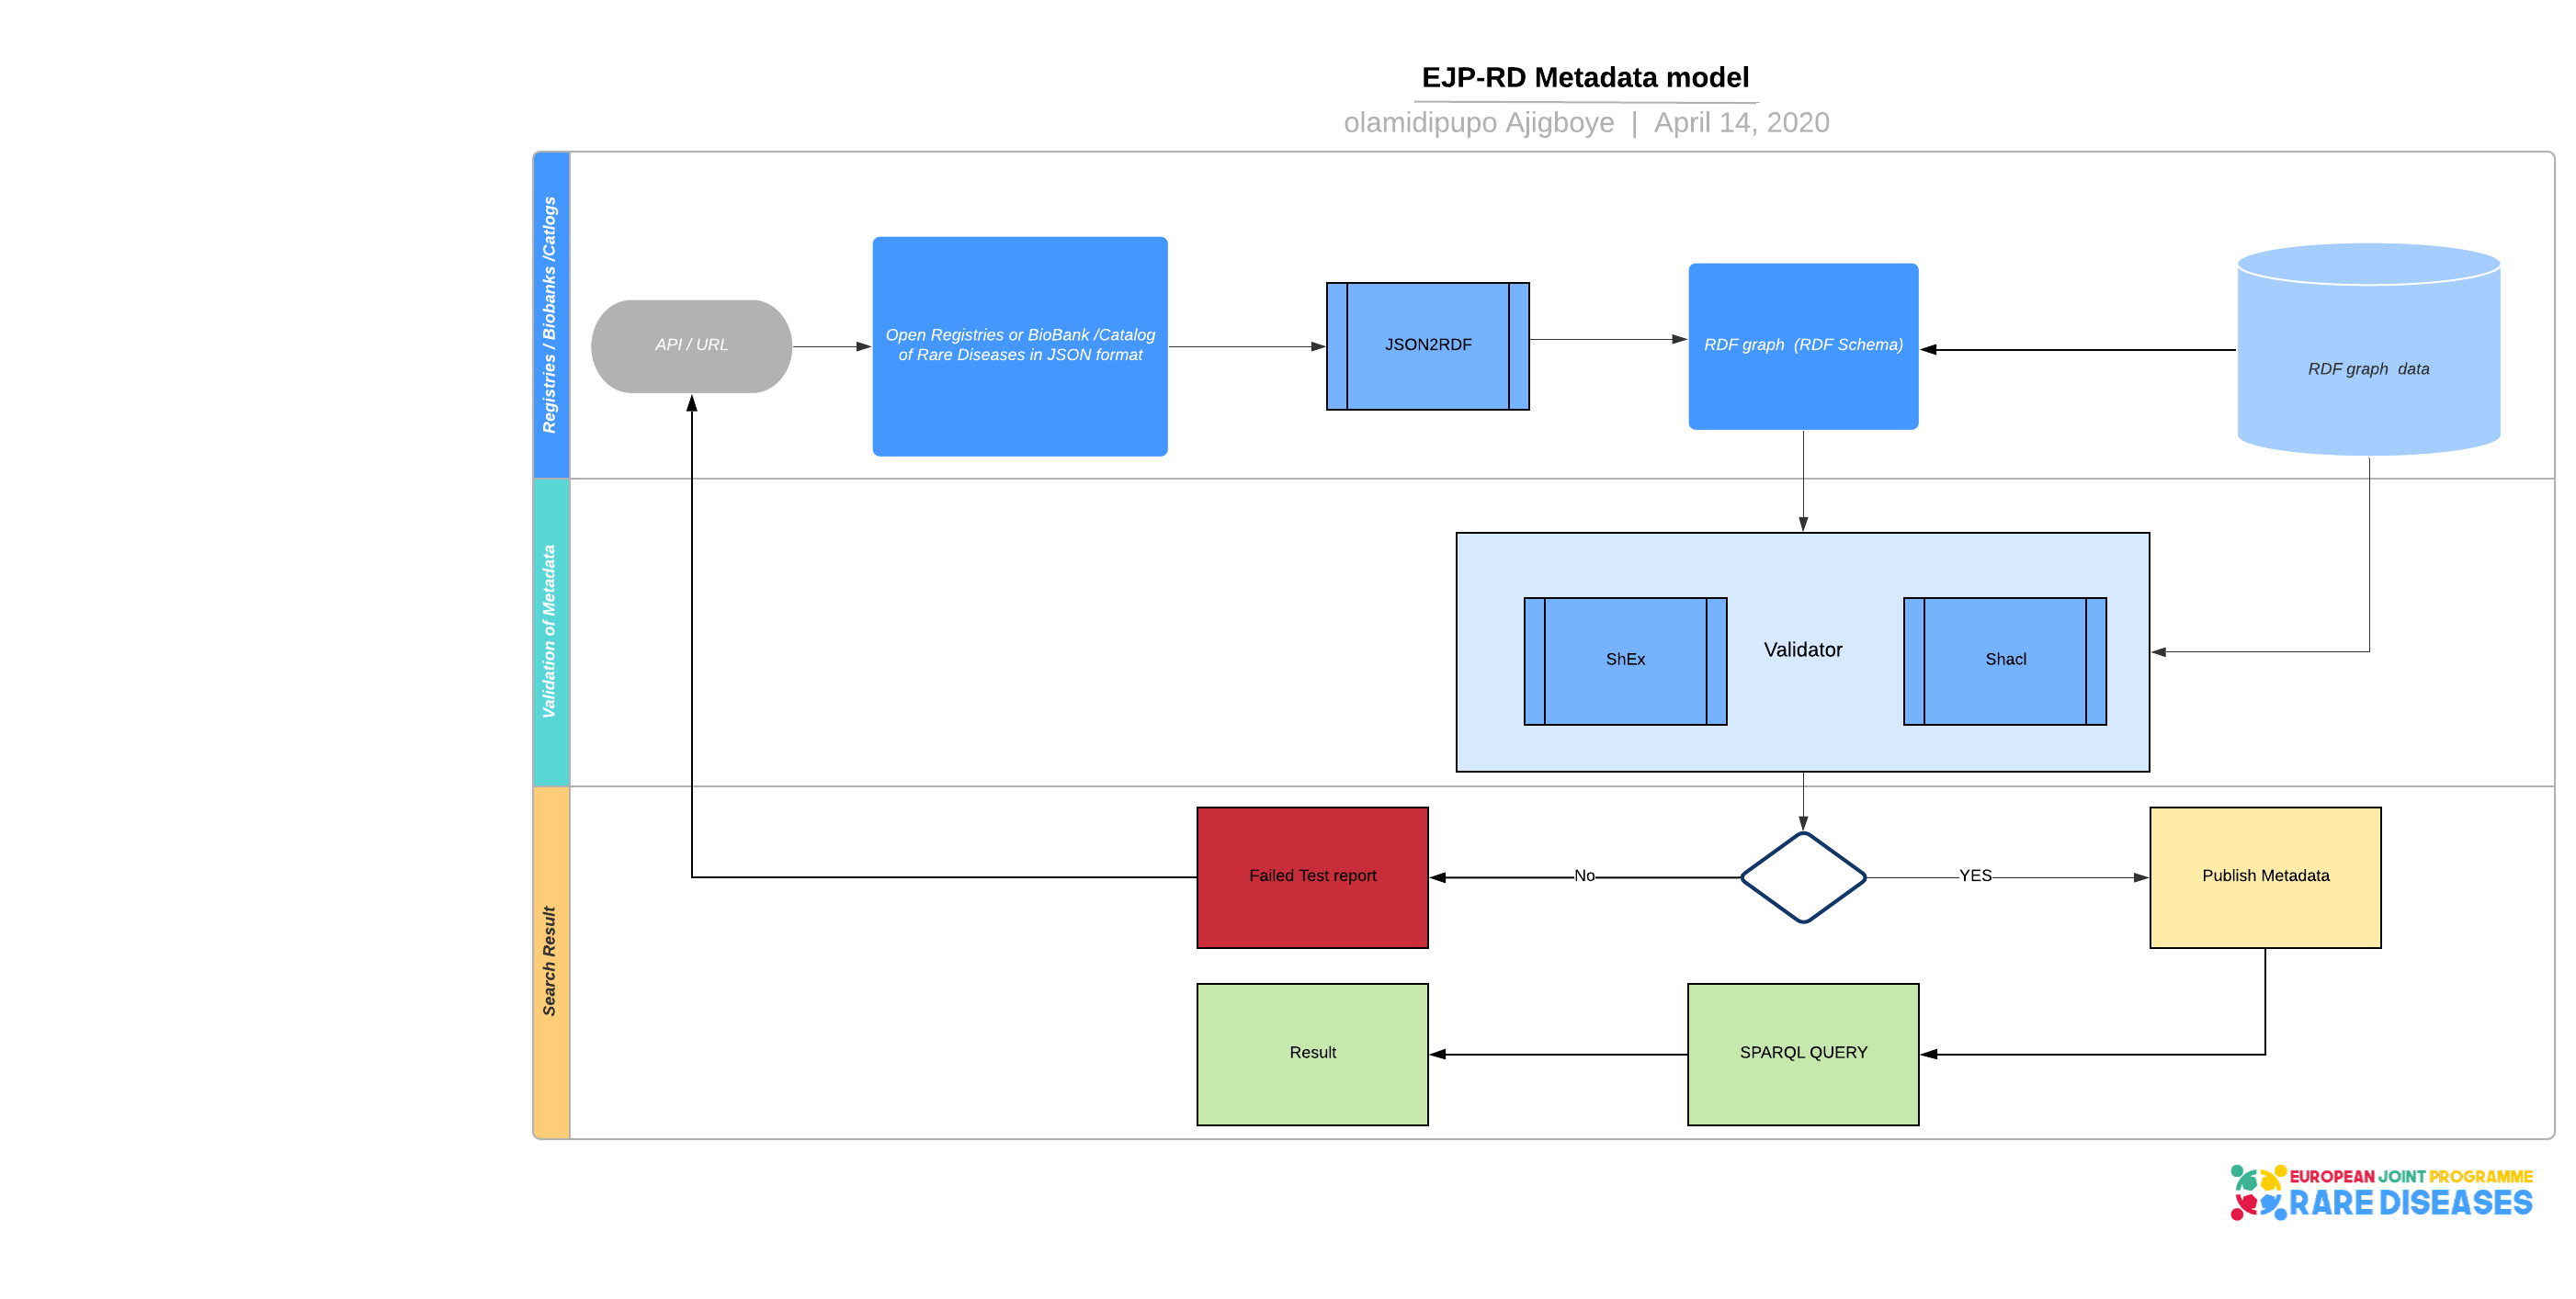 EJP-RD Metadata model
olamidipupo Ajigboye | April 14, 2020
Registries / Biobanks /Catlogs
API / URL
Open Registries or BioBank /Catalog
of Rare Diseases in JSON format
JSON2RDF
RDF graph (RDF Schema)
RDF graph data
Validation of Metadata
ShEx
Validator
Shacl
Search Result
Failed Test report
No
YES
Publish Metadata
Result
SPARQL QUERY
EUROPEAN JOINT PROGRAMME
RARE DISEASES